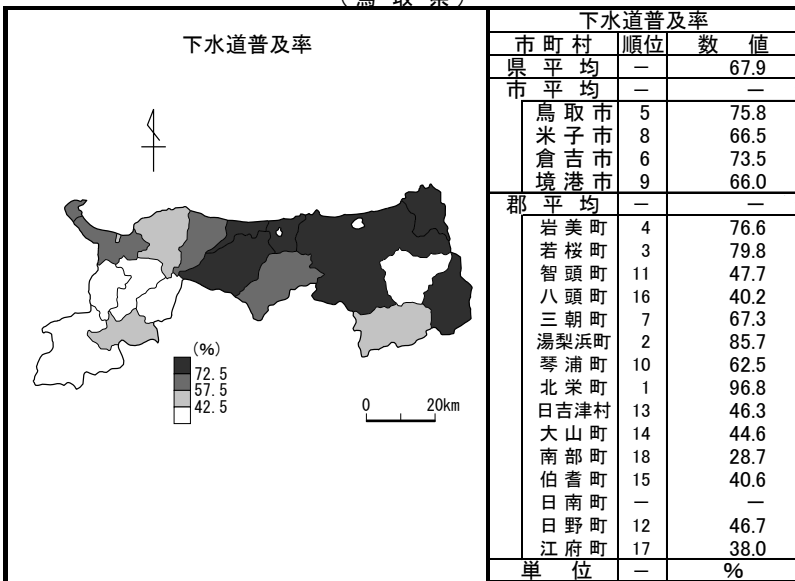 (鳥取県)
下水道普及率
(%)
72.5
57.5
42.5
0 20km
下水道普及率
市町村 順位 数値
県平均 － 67.9
市平均 － －
鳥取市 5 75.8
米子市 8 66.5
倉吉市 6 73.5
境港市 9 66.0
郡平均 － －
岩美町 4 76.6
若桜町 3 79.8
智頭町 11 47.7
八頭町 16 40.2
三朝町 7 67.3
湯梨浜町 2 85.7
琴浦町 10 62.5
北栄町 1 96.8
日吉津村 13 46.3
大山町 14 44.6
南部町 18 28.7
伯耆町 15 40.6
日南町 － －
日野町 12 46.7
江府町 17 38.0
単位 － %